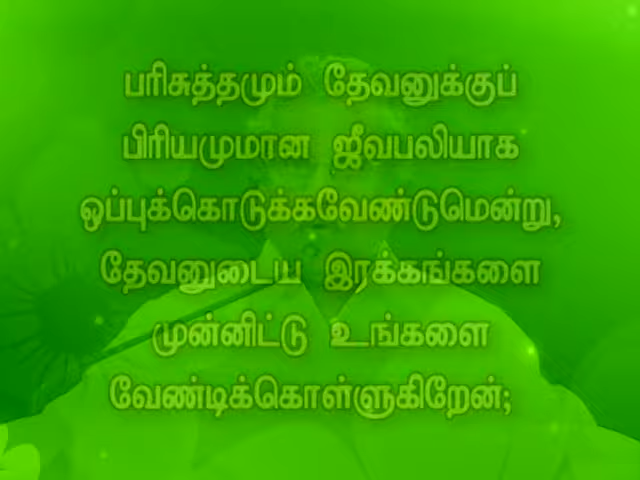 பரிசுத்தமும் தேவனுக்குப்
பிரியமுமான ஜீவபலியாக
ஒப்புக்கொடுக்கவேண்டுமென்று,
தேவனுடைய இரக்கங்களை
முன்னிட்டு உங்களை
வேண்டிக்கொள்ளுகிறேன்;